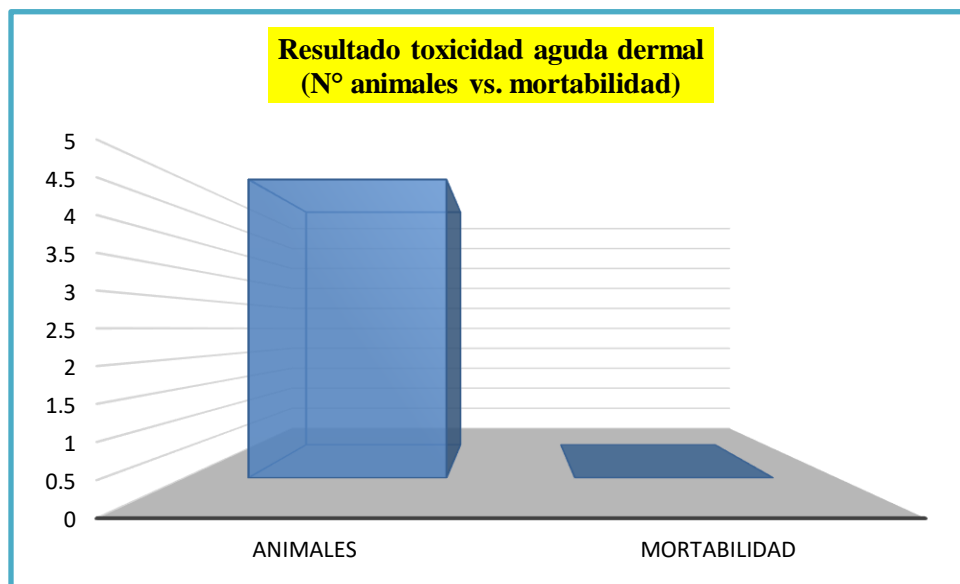 Resultado toxicidad aguda dermal
(N° animales vs. mortabilidad)
5
4.5
4
3.5
3
2.5
2
1.5
1
0.5
0
ANIMALES
MORTABILIDAD